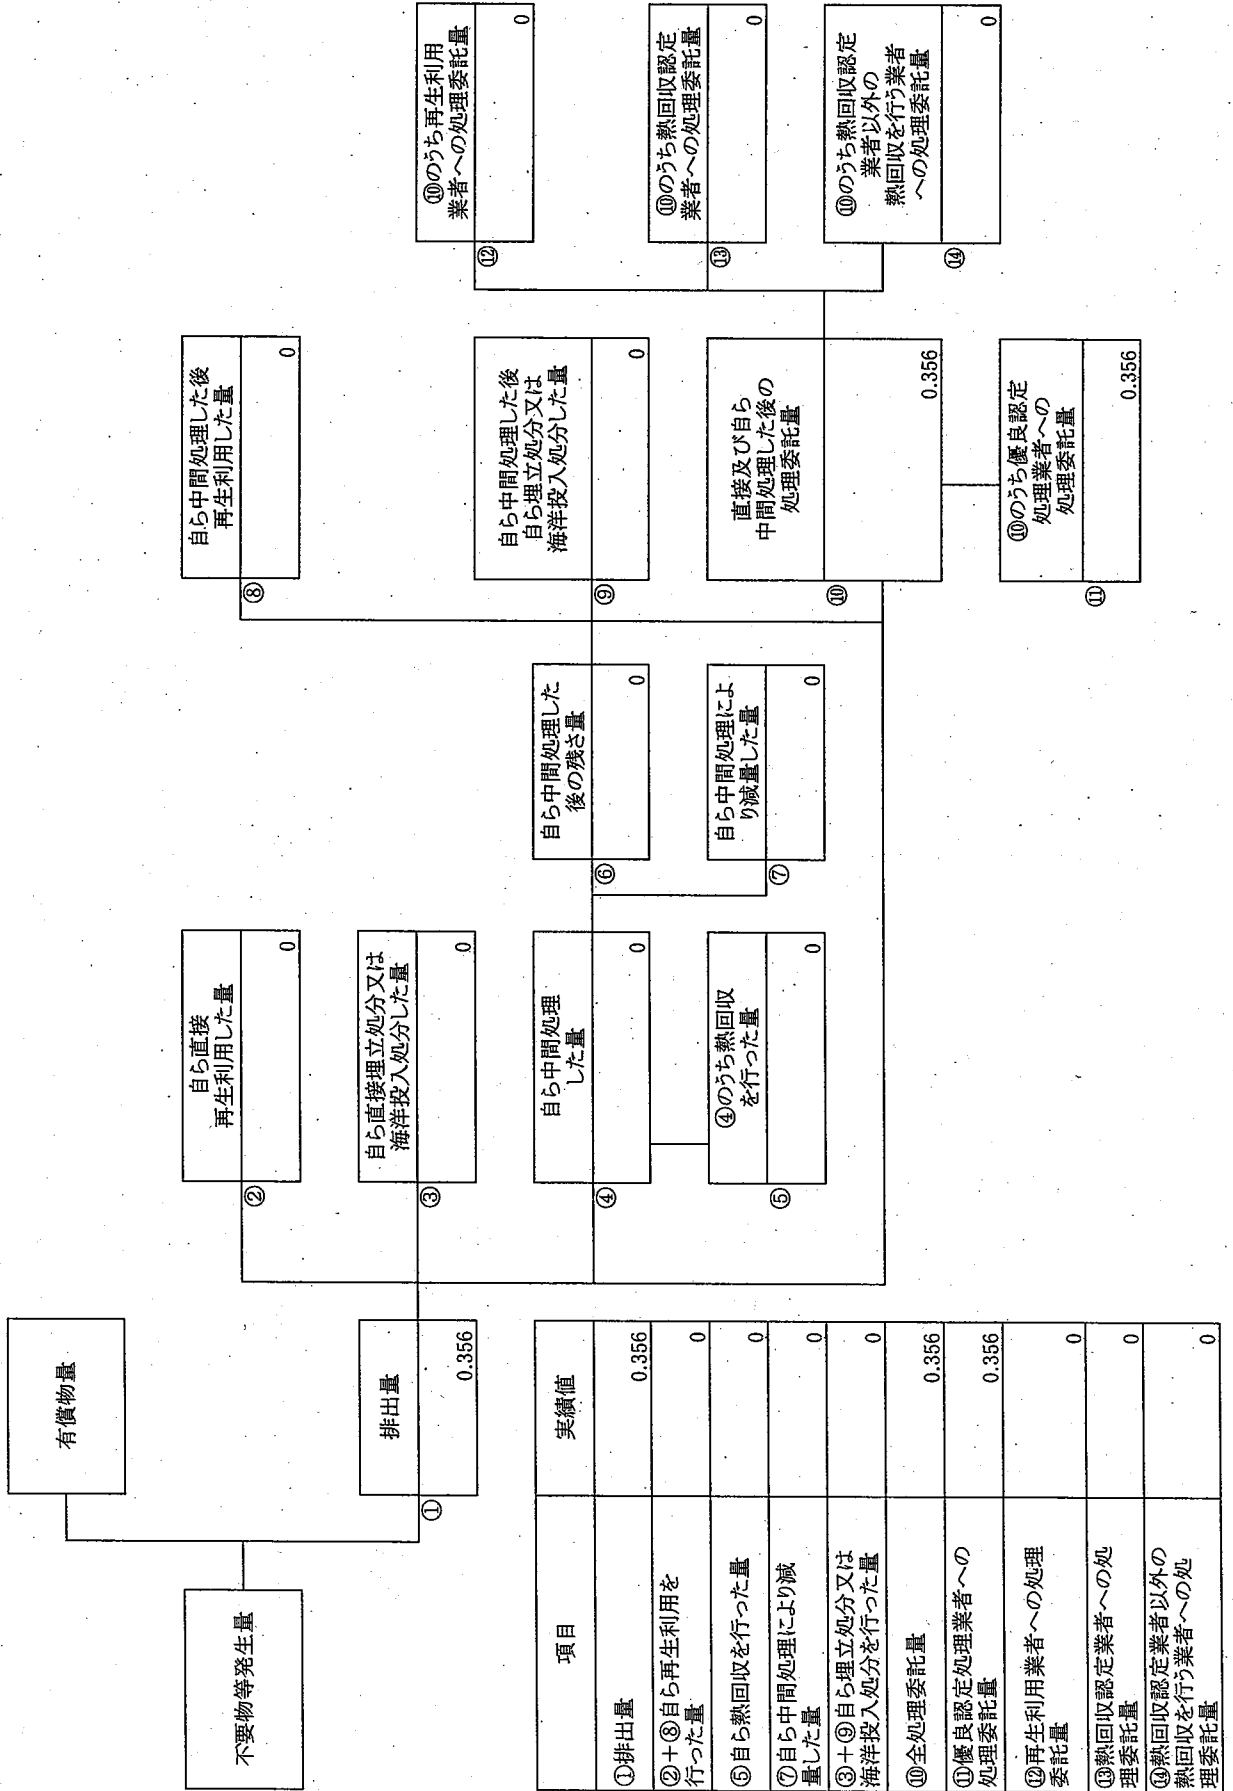 不要物等発生量
有償物量
①
排出量
0.356
②
自ら直接
再生利用した量
0
③
自ら直接埋立処分又は
海洋投入処分した量
0
④
自ら中間処理
した量
0
⑤
④のうち熱回収
を行った量
0
⑥
自ら中間処理した
後の残さ量
0
⑦
自ら中間処理によ
り減量した量
0
⑧
自ら中間処理した後
再生利用した量
0
⑨
自ら中間処理した後
自ら埋立処分又は
海洋投入処分した量
0
⑩
直接及び自ら
中間処理した後の
処理委託量
0.356
⑪
⑩のうち優良認定
処理業者への
処理委託量
0.356
⑫
⑩のうち再生利用
業者への処理委託量
0
⑬
⑩のうち熱回収認定
業者への処理委託量
0
⑭
⑩のうち熱回収認定
業者以外の
熱回収を行う業者
への処理委託量
0
項目
実績値
①排出量
0.356
②+⑧自ら再生利用を
行った量
0
⑤自ら熱回収を行った量
0
⑦自ら中間処理により減
量した量
0
③+⑨自ら埋立処分又は
海洋投入処分を行った量
0
⑩全処理委託量
0.356
⑪優良認定処理業者への
処理委託量
0.356
⑫再生利用業者への処理
委託量
0
⑬熱回収認定業者への処
理委託量
0
⑭熱回収認定業者以外の
熱回収を行う業者への処
理委託量
0